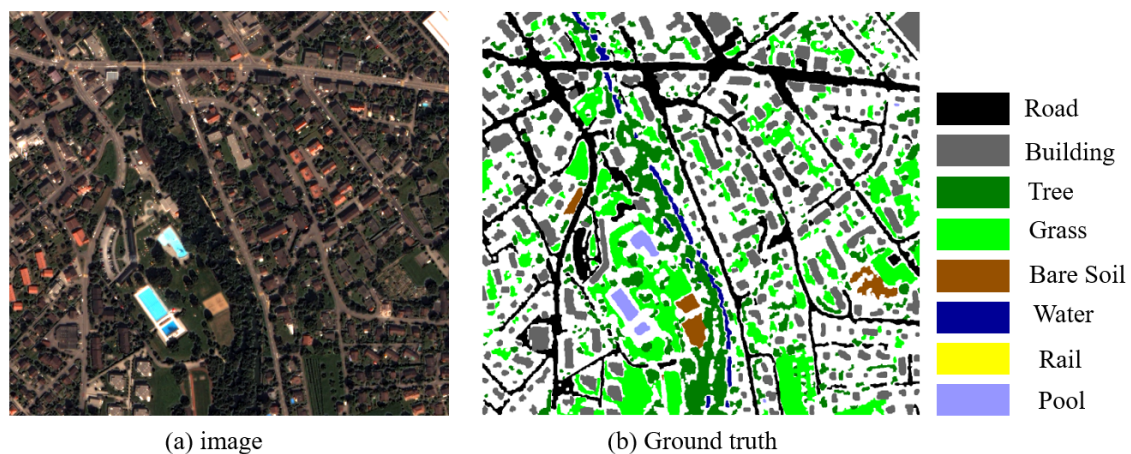 Road
Building
Tree
Grass
Bare Soil
Water
Rail
Pool
(a) image
(b) Ground truth